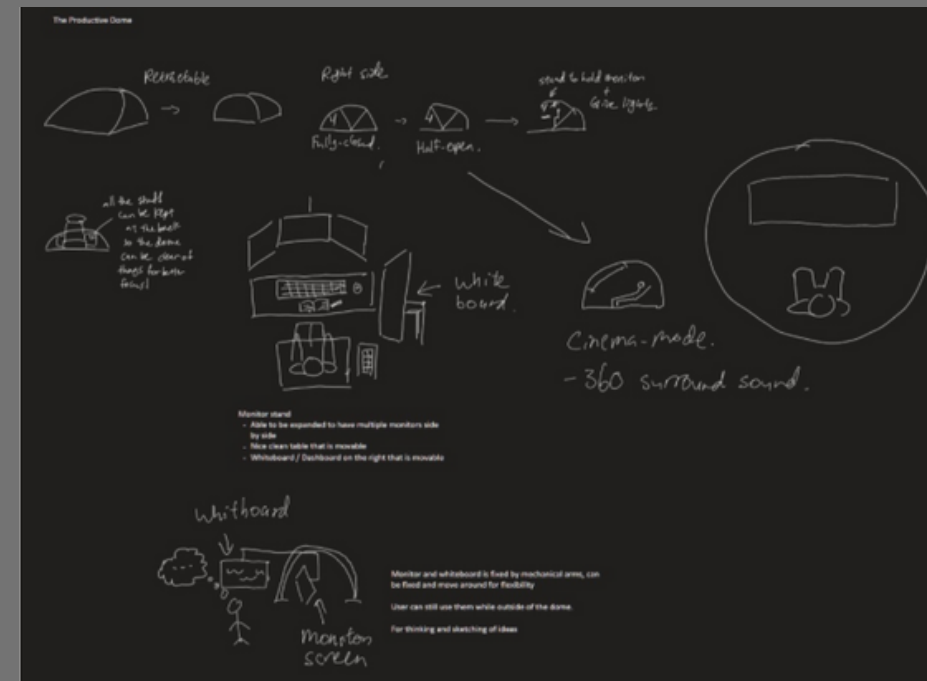 The Productive Dome
Retractable
Right side
Fully-closed.
Half-open.
stand to hold monitor
+
lights
all the stuff
can be kept
at the back
so the dome
can be clear of
things for better
focus!
white
board.
Cinema-mode.
- 360 surround sound.
Monitor stand
- Able to be expanded to have multiple monitors side
by side
- Nice clean table that is movable
- Whiteboard / Dashboard on the right that is movable
Whitboard
Monitor
screen
Monitor and whiteboard is fixed by mechanical arms, can
be fixed and move around for flexibility
User can still use them while outside of the dome.
For thinking and sketching of ideas